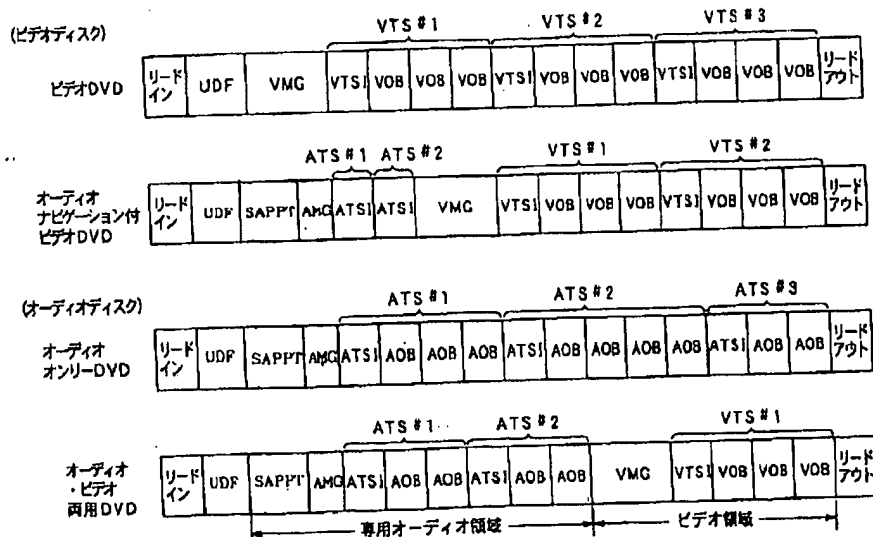 (ビデオディスク)
VTS#1 VTS#2 VTS#3
ビデオDVD
リードイン UDF VMG VTSI VOB VOB VOB VTSI VOB VOB VOB VTSI VOB VOB VOB リードアウト
ATS#1 ATS#2 VTS#1 VTS#2
オーディオ
ナビゲーション付
ビデオDVD
リードイン UDF SAPPT AMG ATSI ATSI VMG VTSI VOB VOB VOB VTSI VOB VOB VOB リードアウト
(オーディオディスク)
ATS#1 ATS#2 ATS#3
オーディオ
オンリーDVD
リードイン UDF SAPPT AMG ATSI AOB AOB AOB ATSI AOB AOB AOB AOB ATSI AOB AOB リードアウト
ATS#1 ATS#2 VTS#1
オーディオ
・ビデオ
両用DVD
リードイン UDF SAPPT AMG ATSI AOB AOB ATSI AOB AOB VMG VTSI VOB VOB VOB リードアウト
専用オーディオ領域 ビデオ領域